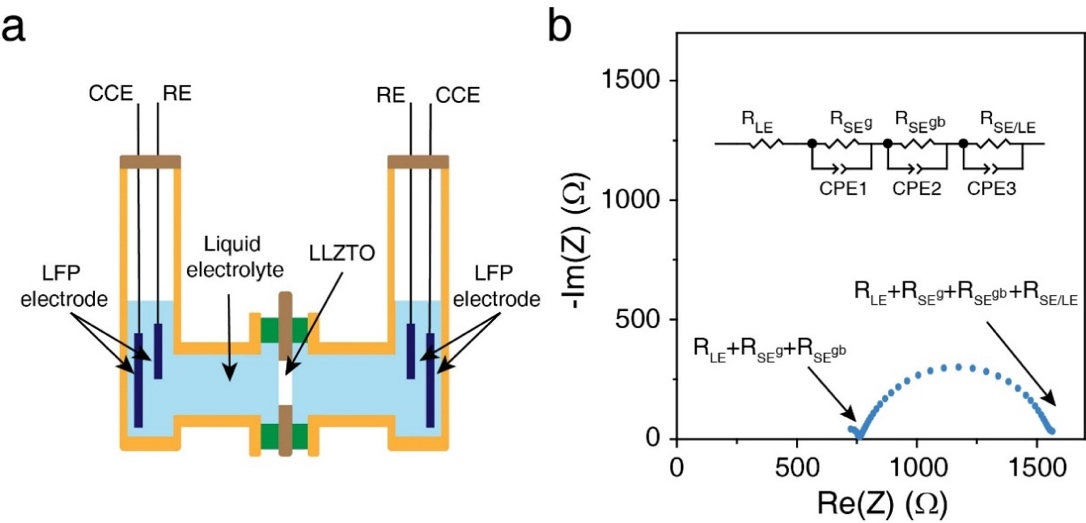 a
CCE RE
RE CCE
Liquid
electrolyte
LLZTO
LFP
electrode
LFP
electrode
b
-Im(Z) (Ω)
1500
1000
500
0
R_LE R_SE^g R_SE^gb R_SE/LE
CPE1 CPE2 CPE3
R_LE+R_SE^g+R_SE^gb+R_SE/LE
R_LE+R_SE^g+R_SE^gb
0 500 1000 1500
Re(Z) (Ω)